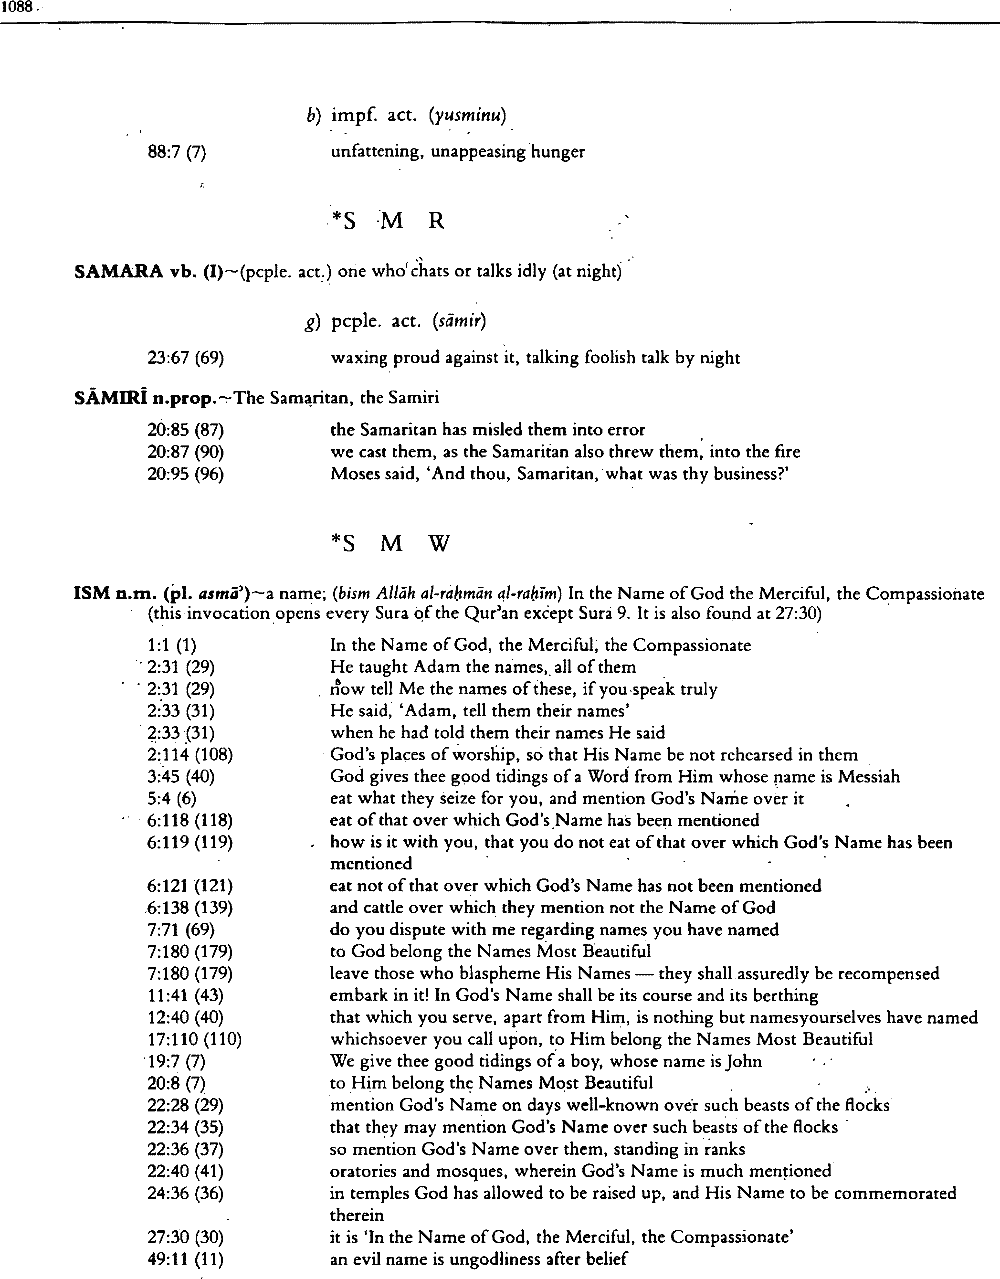 1088
b) impf. act. (yusminu)
88:7 (7) unfattening, unappeasing hunger
*S M R
SAMARA vb. (I)~(pcple. act.) one who chats or talks idly (at night)
g) pcple. act. (sāmir)
23:67 (69) waxing proud against it, talking foolish talk by night
SĀMIRĪ n.prop.~The Samaritan, the Samiri
20:85 (87) the Samaritan has misled them into error
20:87 (90) we cast them, as the Samaritan also threw them, into the fire
20:95 (96) Moses said, ‘And thou, Samaritan, what was thy business?’
*S M W
ISM n.m. (pl. asmāʾ)~a name; (bism Allāh al-raḥmān al-raḥīm) In the Name of God the Merciful, the Compassionate
(this invocation opens every Sura of the Qurʾan except Sura 9. It is also found at 27:30)
1:1 (1) In the Name of God, the Merciful, the Compassionate
2:31 (29) He taught Adam the names, all of them
2:31 (29) now tell Me the names of these, if you speak truly
2:33 (31) He said, ‘Adam, tell them their names’
2:33 (31) when he had told them their names He said
2:114 (108) God's places of worship, so that His Name be not rehearsed in them
3:45 (40) God gives thee good tidings of a Word from Him whose name is Messiah
5:4 (6) eat what they seize for you, and mention God's Name over it
6:118 (118) eat of that over which God's Name has been mentioned
6:119 (119) how is it with you, that you do not eat of that over which God's Name has been
mentioned
6:121 (121) eat not of that over which God's Name has not been mentioned
6:138 (139) and cattle over which they mention not the Name of God
7:71 (69) do you dispute with me regarding names you have named
7:180 (179) to God belong the Names Most Beautiful
7:180 (179) leave those who blaspheme His Names — they shall assuredly be recompensed
11:41 (43) embark in it! In God's Name shall be its course and its berthing
12:40 (40) that which you serve, apart from Him, is nothing but namesyourselves have named
17:110 (110) whichsoever you call upon, to Him belong the Names Most Beautiful
19:7 (7) We give thee good tidings of a boy, whose name is John
20:8 (7) to Him belong the Names Most Beautiful
22:28 (29) mention God's Name on days well-known over such beasts of the flocks
22:34 (35) that they may mention God's Name over such beasts of the flocks
22:36 (37) so mention God's Name over them, standing in ranks
22:40 (41) oratories and mosques, wherein God's Name is much mentioned
24:36 (36) in temples God has allowed to be raised up, and His Name to be commemorated
therein
27:30 (30) it is ‘In the Name of God, the Merciful, the Compassionate’
49:11 (11) an evil name is ungodliness after belief